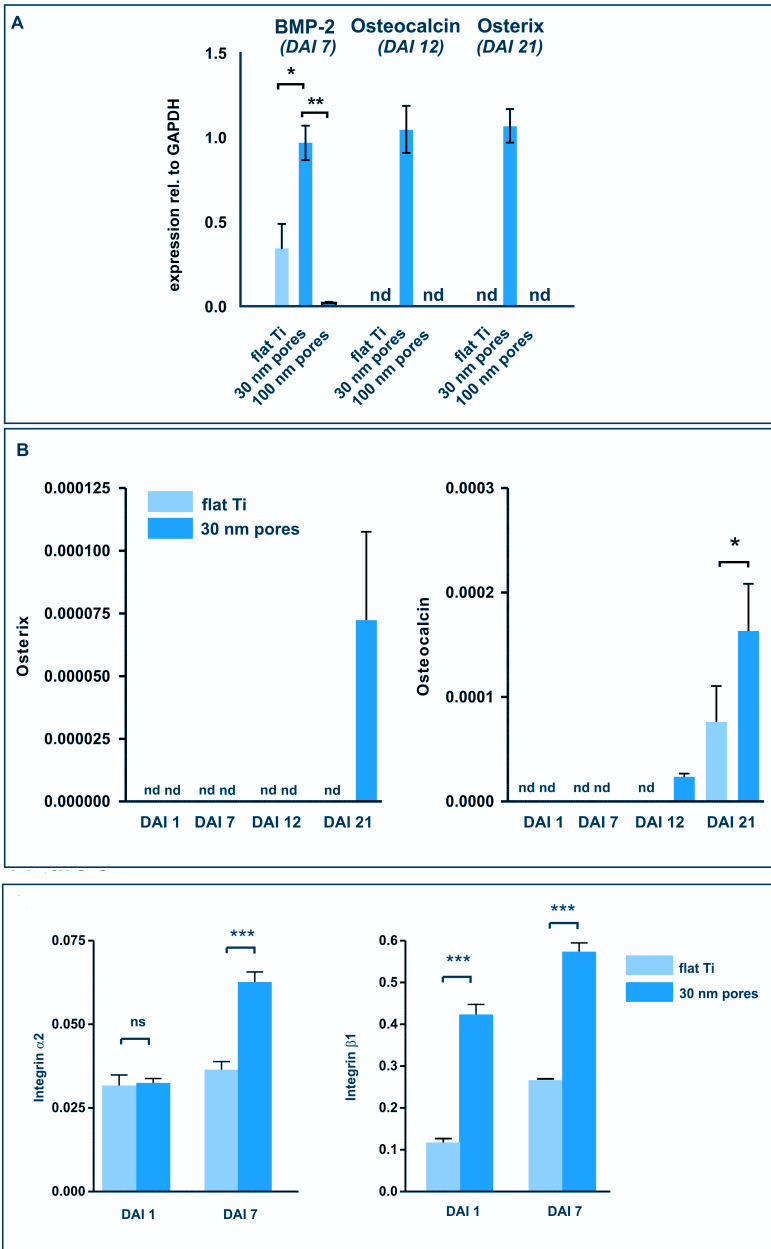 A
BMP-2 Osteocalcin Osterix
(DAI 7) (DAI 12) (DAI 21)
expression rel. to GAPDH
1.5
1.0
0.5
0.0
*
**
nd nd nd nd
flat Ti
30 nm pores
100 nm pores
flat Ti
30 nm pores
100 nm pores
flat Ti
30 nm pores
100 nm pores
B
Osterix
0.000125
0.000100
0.000075
0.000050
0.000025
0.000000
flat Ti
30 nm pores
nd nd nd nd nd nd nd
DAI 1 DAI 7 DAI 12 DAI 21
Osteocalcin
0.0003
0.0002
0.0001
0.0000
*
nd nd nd nd nd
DAI 1 DAI 7 DAI 12 DAI 21
Integrin α2
0.075
0.050
0.025
0.000
ns
***
DAI 1 DAI 7
Integrin β1
0.6
0.5
0.4
0.3
0.2
0.1
0.0
***
***
DAI 1 DAI 7
flat Ti
30 nm pores